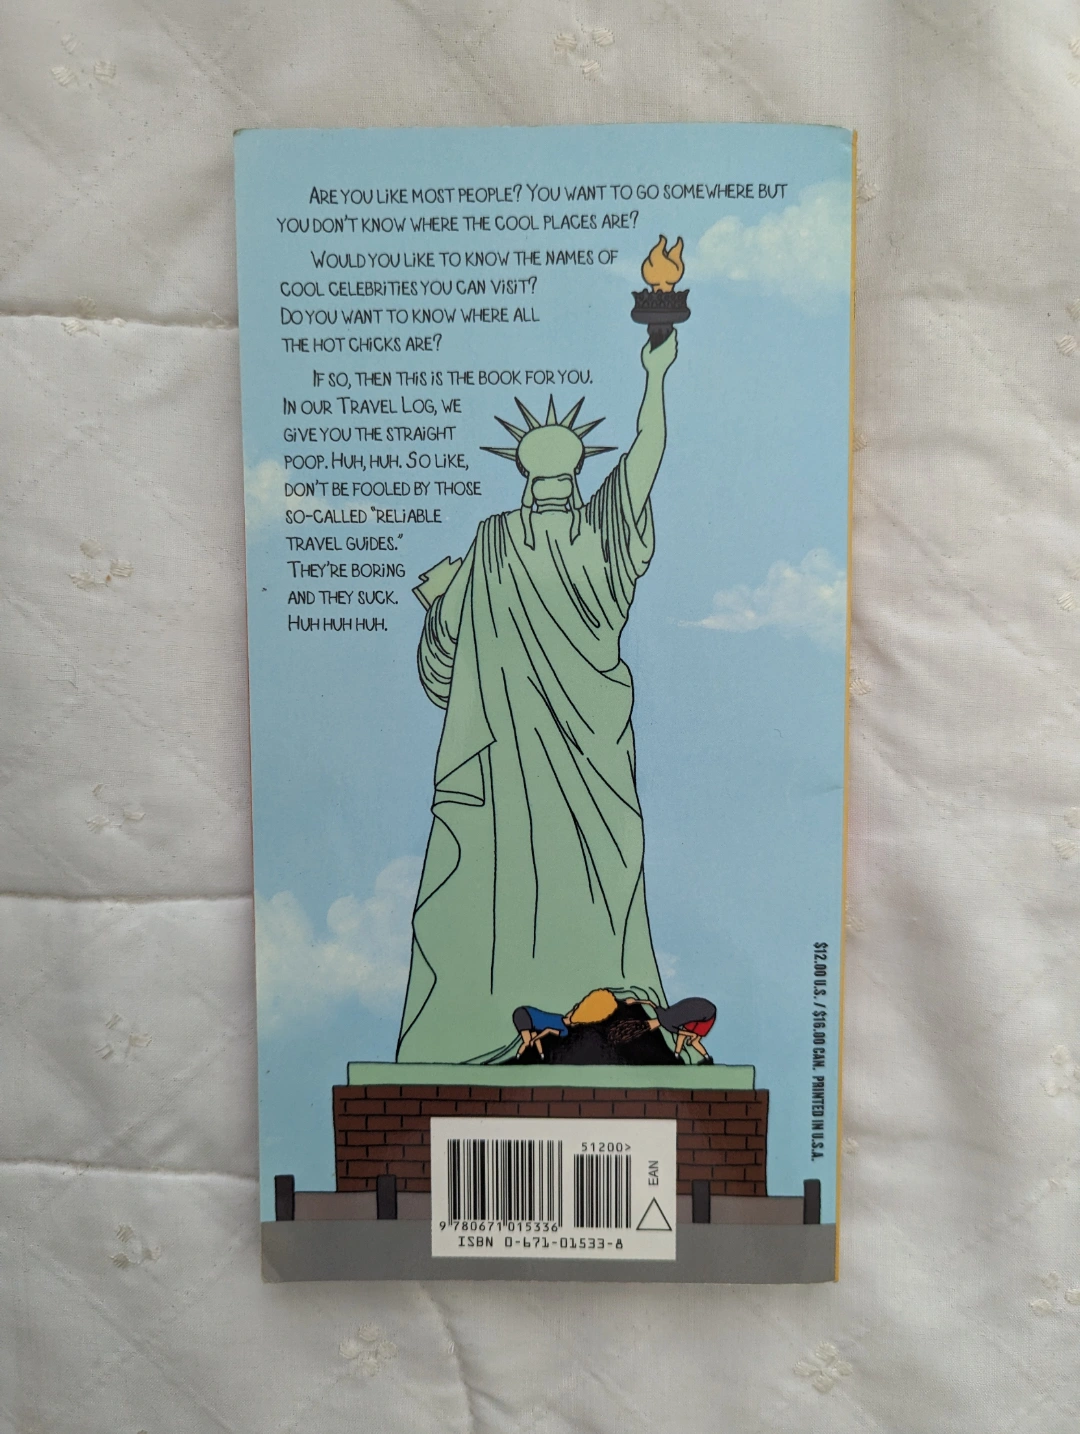 ARE YOU LIKE MOST PEOPLE? YOU WANT TO GO SOMEWHERE BUT
YOU DON'T KNOW WHERE THE COOL PLACES ARE?
WOULD YOU LIKE TO KNOW THE NAMES OF
COOL CELEBRITIES YOU CAN VISIT?
DO YOU WANT TO KNOW WHERE ALL
THE HOT CHICKS ARE?
IF SO, THEN THIS IS THE BOOK FOR YOU.
IN OUR TRAVEL LOG, WE
GIVE YOU THE STRAIGHT
POOP. HUH, HUH. SO LIKE,
DON'T BE FOOLED BY THOSE
SO-CALLED "RELIABLE
TRAVEL GUIDES."
THEY'RE BORING
AND THEY SUCK.
HUH HUH HUH.
$12.00 U.S. / $16.00 CAN. PRINTED IN U.S.A.
51200>
EAN
9 780671 015336
ISBN 0-671-01533-8